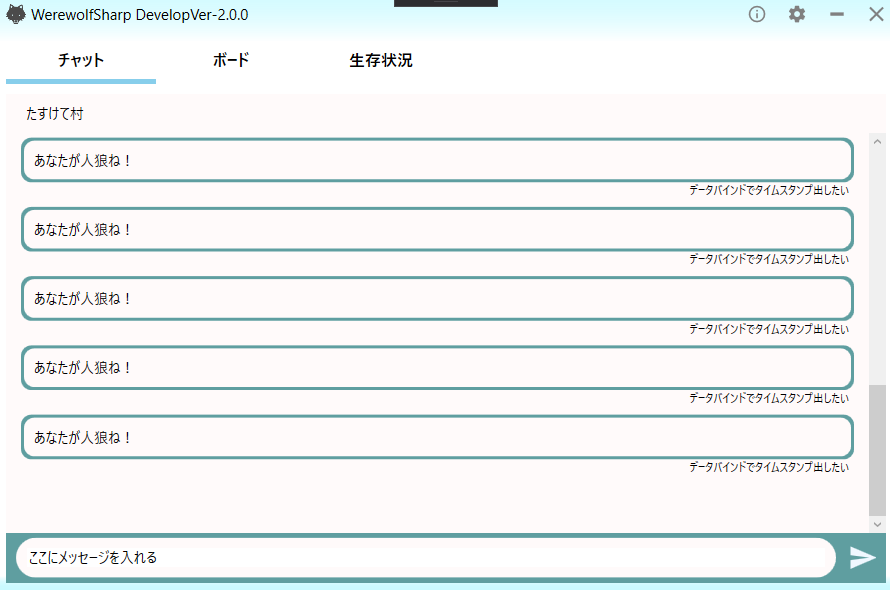 WerewolfSharp DevelopVer-2.0.0
チャット
ボード
生存状況
たすけて村
あなたが人狼ね！
データバインドでタイムスタンプ出したい
あなたが人狼ね！
データバインドでタイムスタンプ出したい
あなたが人狼ね！
データバインドでタイムスタンプ出したい
あなたが人狼ね！
データバインドでタイムスタンプ出したい
あなたが人狼ね！
データバインドでタイムスタンプ出したい
ここにメッセージを入れる